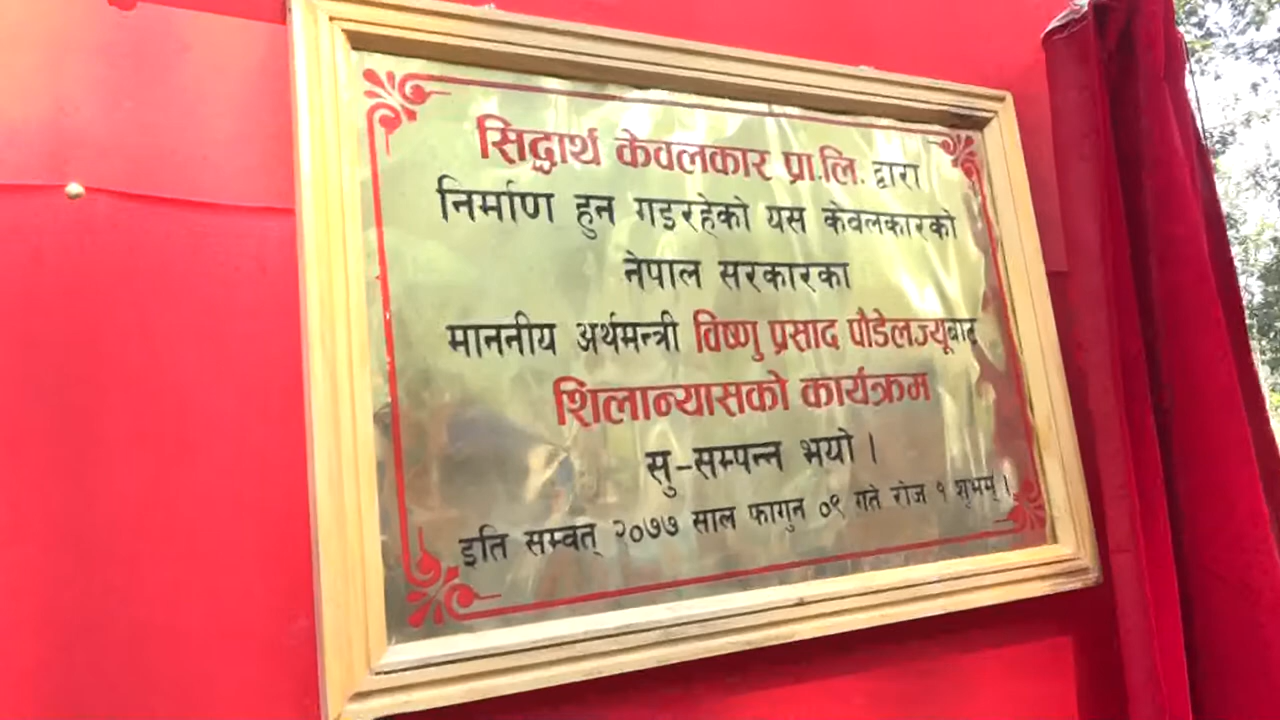 सिद्धार्थ केवलकार प्रा.लि. द्वारा
निर्माण हुन गइरहेको यस केवलकारको
नेपाल सरकारका
माननीय अर्थमन्त्री विष्णु प्रसाद पौडेलज्यूबाट
शिलान्यासको कार्यक्रम
सु-सम्पन्न भयो ।
इति सम्वत् २०७७ साल फागुन ०९ गते रोज १ शुभम् ।